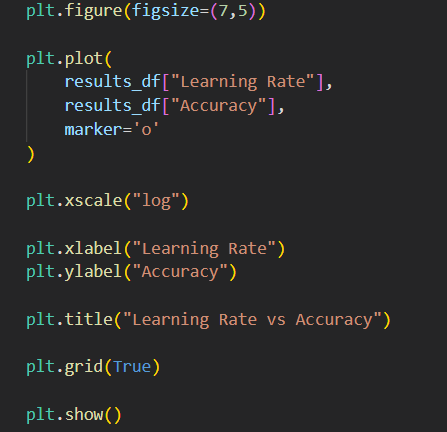 plt.figure(figsize=(7,5))
plt.plot(
    results_df["Learning Rate"],
    results_df["Accuracy"],
    marker='o'
)
plt.xscale("log")
plt.xlabel("Learning Rate")
plt.ylabel("Accuracy")
plt.title("Learning Rate vs Accuracy")
plt.grid(True)
plt.show()